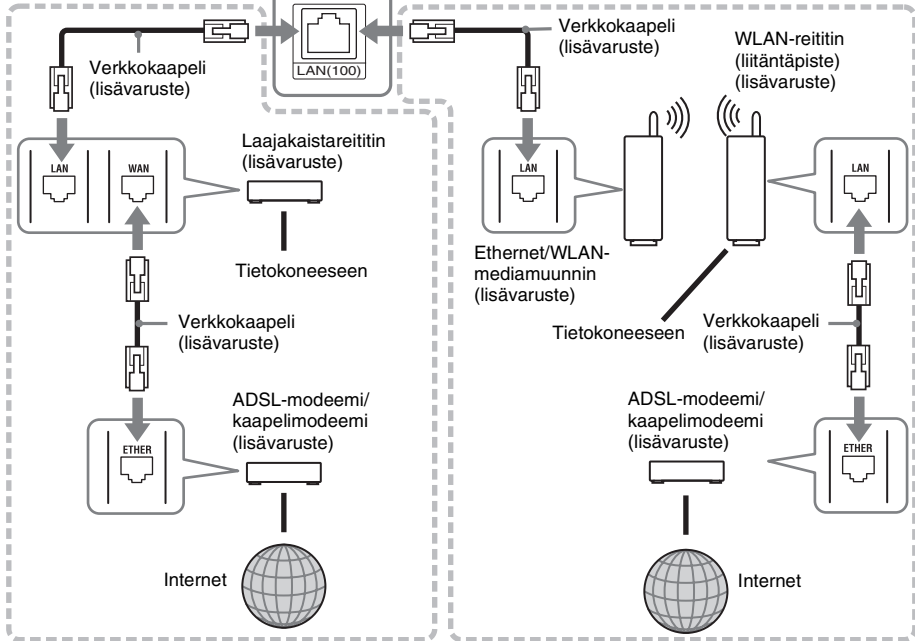 LAN(100)
Verkkokaapeli
(lisävaruste)
LAN
WAN
Laajakaistareititin
(lisävaruste)
Tietokoneeseen
Verkkokaapeli
(lisävaruste)
ADSL-modeemi/
kaapelimodeemi
(lisävaruste)
ETHER
Internet
Verkkokaapeli
(lisävaruste)
WLAN-reititin
(liitäntäpiste)
(lisävaruste)
LAN
LAN
Ethernet/WLAN-
mediamuunnin
(lisävaruste)
Tietokoneeseen
Verkkokaapeli
(lisävaruste)
ADSL-modeemi/
kaapelimodeemi
(lisävaruste)
ETHER
Internet